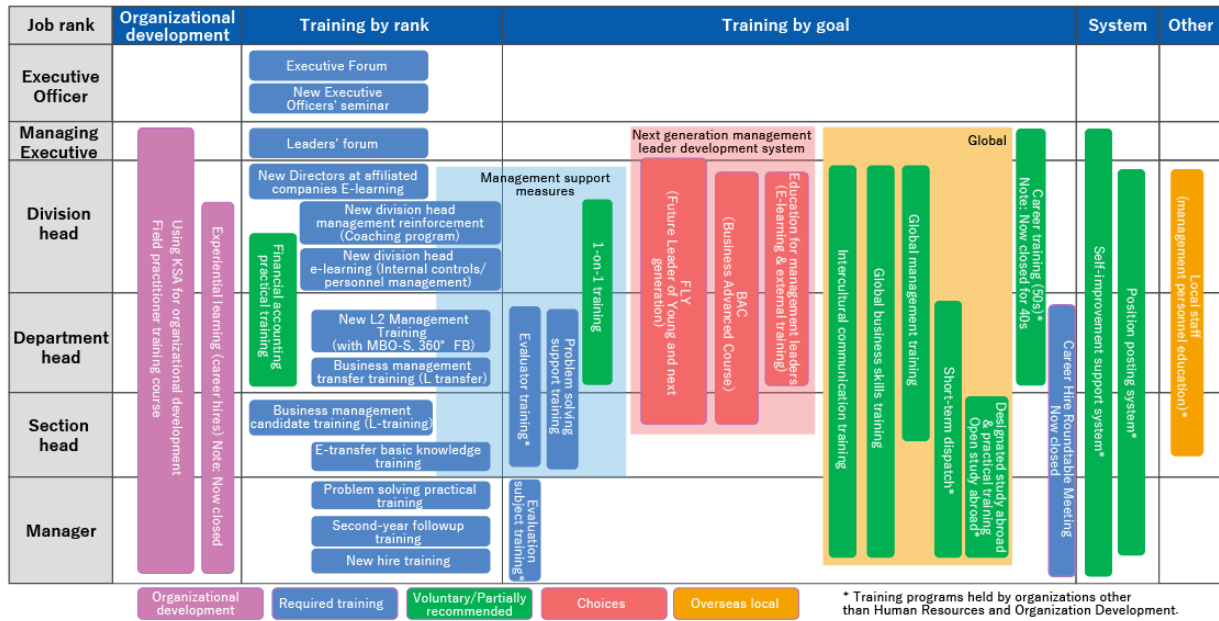 Job rank
Organizational
development
Training by rank
Training by goal
System
Other
Executive
Officer
Executive Forum
New Executive
Officers' seminar
Managing
Executive
Leaders' forum
Next generation management
leader development system
Global
Division
head
New Directors at affiliated
companies E-learning
Management support
measures
New division head
management reinforcement
(Coaching program)
New division head
e-learning (Internal controls/
personnel management)
Department
head
New L2 Management
Training
(with MBO-S, 360° FB)
Business management
transfer training (L transfer)
Section
head
Business management
candidate training (L-training)
E-transfer basic knowledge
training
Manager
Problem solving practical
training
Second-year followup
training
New hire training
Using KSA for organizational development
Field practitioner training course
Experiential learning (career hires) Note: Now closed
Financial accounting
practical training
Evaluator training*
Evaluation
subject training*
Problem solving
support training
1-on-1 training
FLY
(Future Leader of Young and next
generation)
BAC
(Business Advanced Course)
Education for management leaders
(E-learning & external training)
Intercultural communication training
Global business skills training
Global management training
Short-term dispatch*
Designated study abroad
& practical training
Open study abroad*
Career training (50s)*
Note: Now closed for 40s
Career Hire Roundtable Meeting
Now closed
Self-improvement support system*
Position posting system*
Local staff
(management personnel education)*
Organizational
development
Required training
Voluntary/Partially
recommended
Choices
Overseas local
* Training programs held by organizations other
than Human Resources and Organization Development.